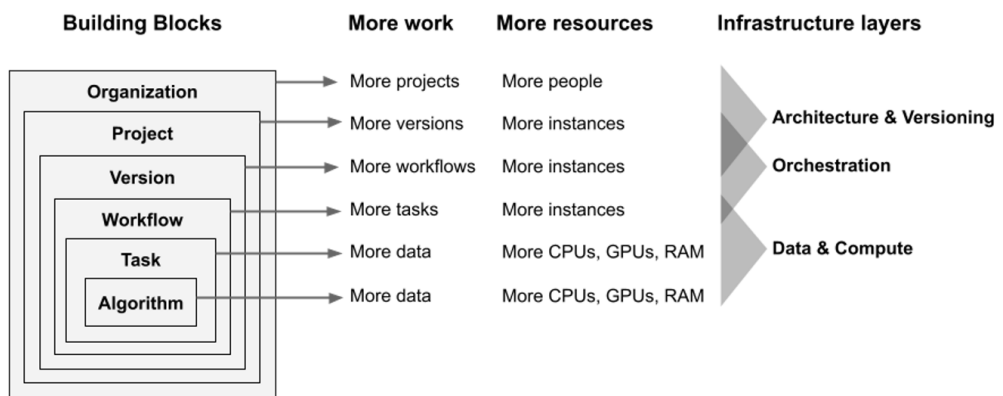 Building Blocks More work More resources Infrastructure layers
Organization More projects More people
Project More versions More instances Architecture & Versioning
Version More workflows More instances Orchestration
Workflow More tasks More instances
Task More data More CPUs, GPUs, RAM Data & Compute
Algorithm More data More CPUs, GPUs, RAM